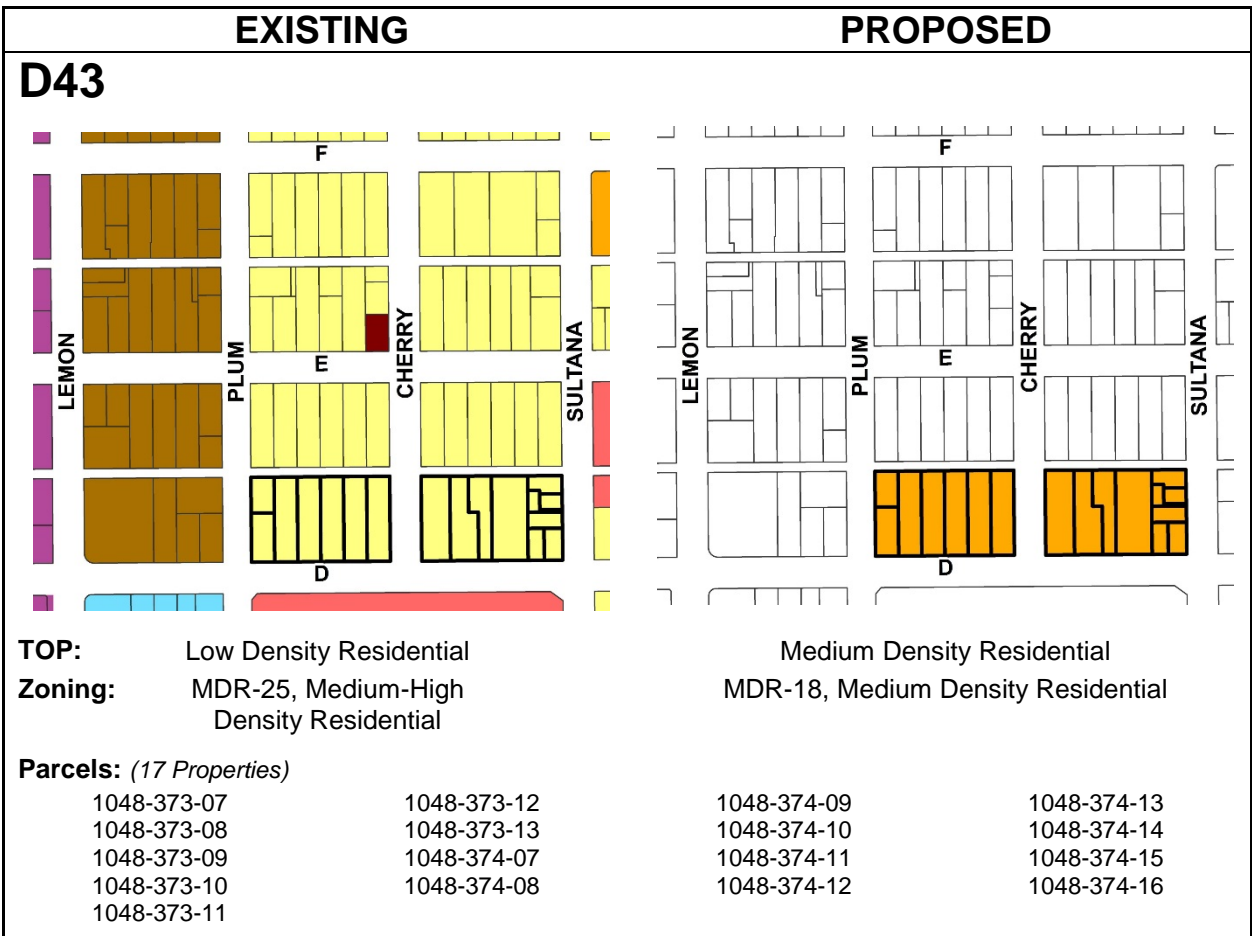 EXISTING
PROPOSED
D43
F
LEMON
PLUM
E
CHERRY
SULTANA
D
F
LEMON
PLUM
E
CHERRY
SULTANA
D
TOP:
Low Density Residential
Medium Density Residential
Zoning:
MDR-25, Medium-High
Density Residential
MDR-18, Medium Density Residential
Parcels: (17 Properties)
1048-373-07
1048-373-08
1048-373-09
1048-373-10
1048-373-11
1048-373-12
1048-373-13
1048-374-07
1048-374-08
1048-374-09
1048-374-10
1048-374-11
1048-374-12
1048-374-13
1048-374-14
1048-374-15
1048-374-16